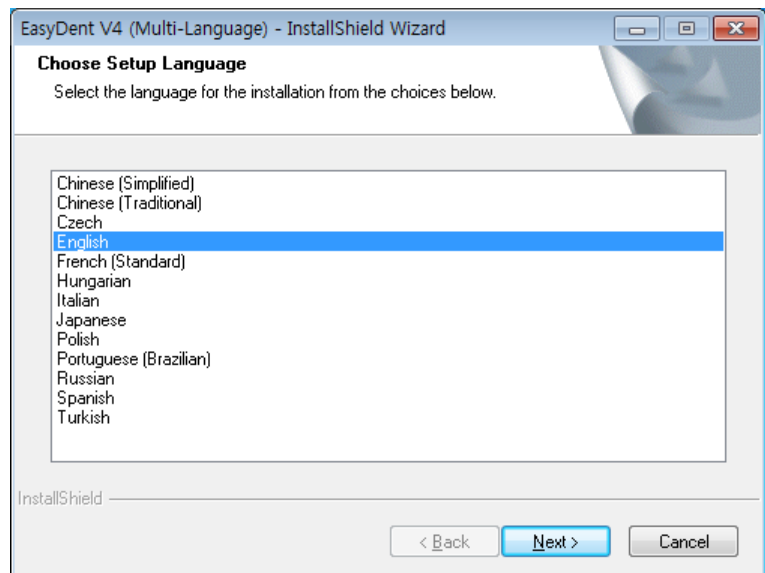 EasyDent V4 (Multi-Language) - InstallShield Wizard
Choose Setup Language
Select the language for the installation from the choices below.
Chinese (Simplified)
Chinese (Traditional)
Czech
English
French (Standard)
Hungarian
Italian
Japanese
Polish
Portuguese (Brazilian)
Russian
Spanish
Turkish
InstallShield
< Back Next > Cancel